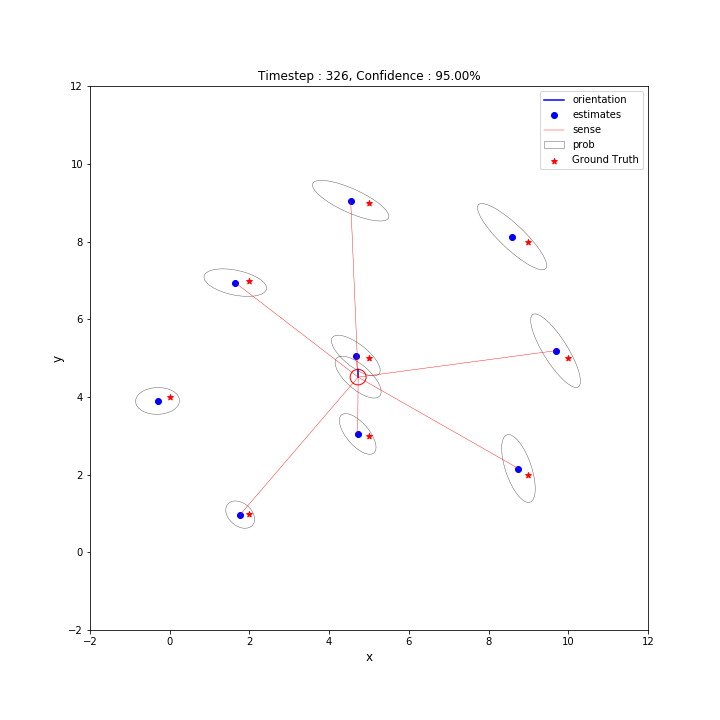 Timestep : 326, Confidence : 95.00%
orientation
estimates
sense
prob
Ground Truth
12
10
8
6
4
2
0
−2
y
−2 0 2 4 6 8 10 12
x